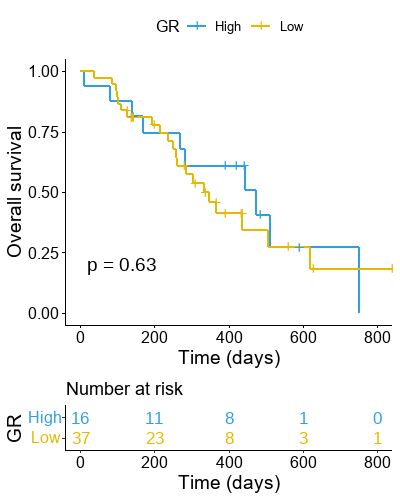 GR High Low
1.00
0.75
0.50
0.25
0.00
Overall survival
p = 0.63
0 200 400 600 800
Time (days)
Number at risk
GR
High 16 11 8 1 0
Low 37 23 8 3 1
0 200 400 600 800
Time (days)